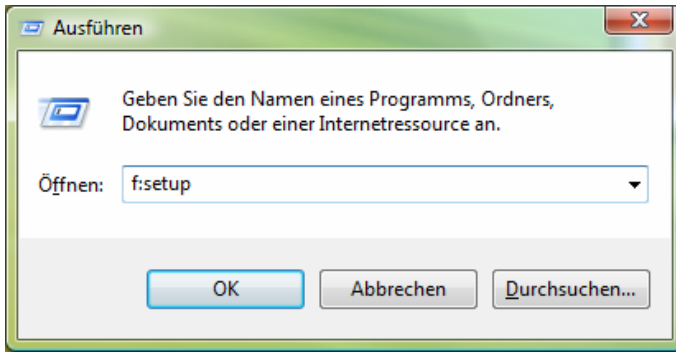 Ausführen
Geben Sie den Namen eines Programms, Ordners,
Dokuments oder einer Internetressource an.
Öffnen: f:setup
OK Abbrechen Durchsuchen...